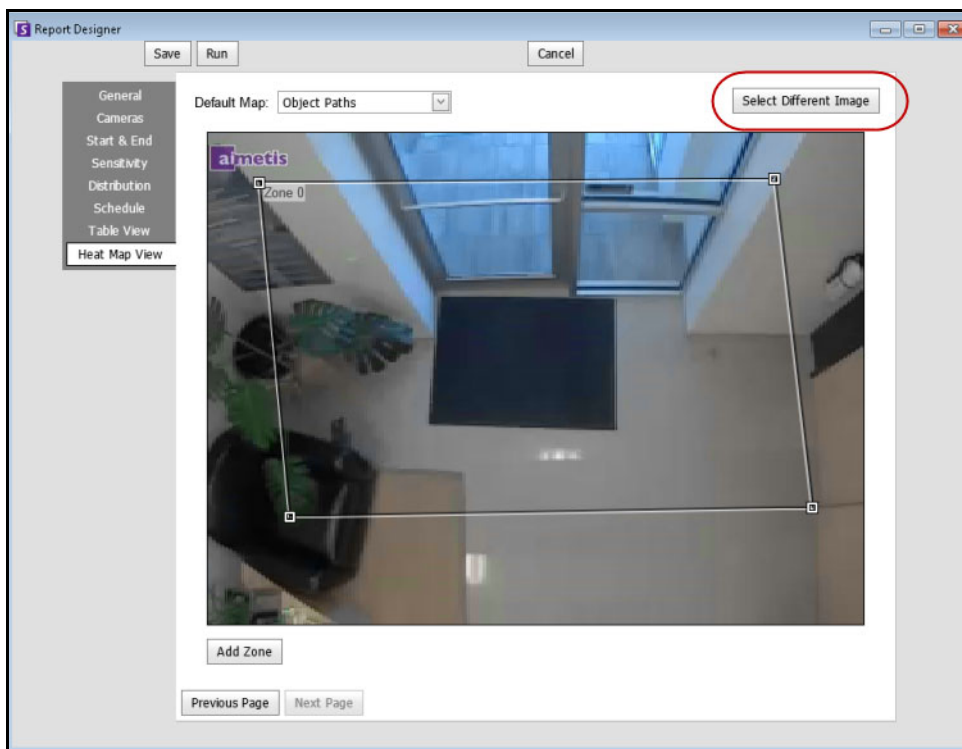 Report Designer
Save Run Cancel
General
Cameras
Start & End
Sensitivity
Distribution
Schedule
Table View
Heat Map View
Default Map: Object Paths
Select Different Image
aimetis
Zone 0
Add Zone
Previous Page Next Page